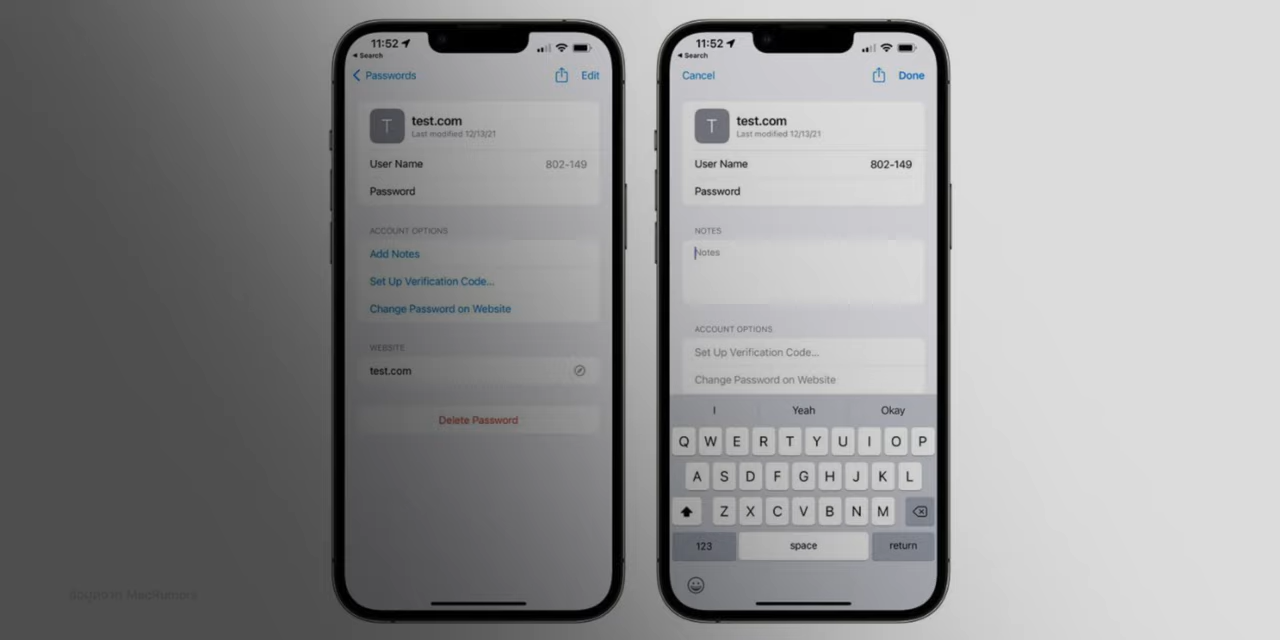 11:52
Search
Passwords
Edit
T
test.com
Last modified 12/13/21
User Name
802-149
Password
ACCOUNT OPTIONS
Add Notes
Set Up Verification Code...
Change Password on Website
WEBSITE
test.com
Delete Password
11:52
Search
Cancel
Done
T
test.com
Last modified 12/13/21
User Name
802-149
Password
NOTES
Notes
ACCOUNT OPTIONS
Set Up Verification Code...
Change Password on Website
I Yeah Okay
Q W E R T Y U I O P
A S D F G H J K L
Z X C V B N M
123 space return
MacRumors